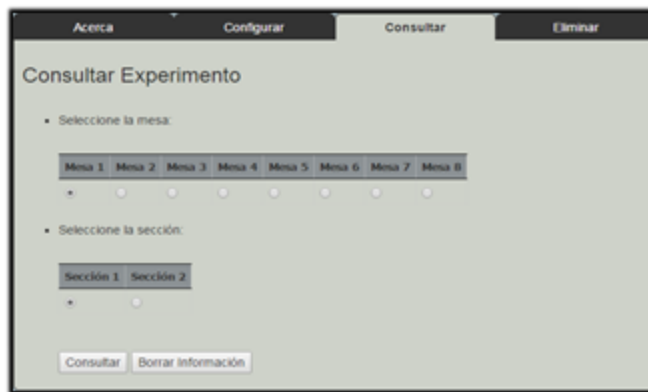 Acerca Configurar Consultar Eliminar
Consultar Experimento
Seleccione la mesa:
Mesa 1 Mesa 2 Mesa 3 Mesa 4 Mesa 5 Mesa 6 Mesa 7 Mesa 8
Seleccione la sección:
Sección 1 Sección 2
Consultar Borrar Información